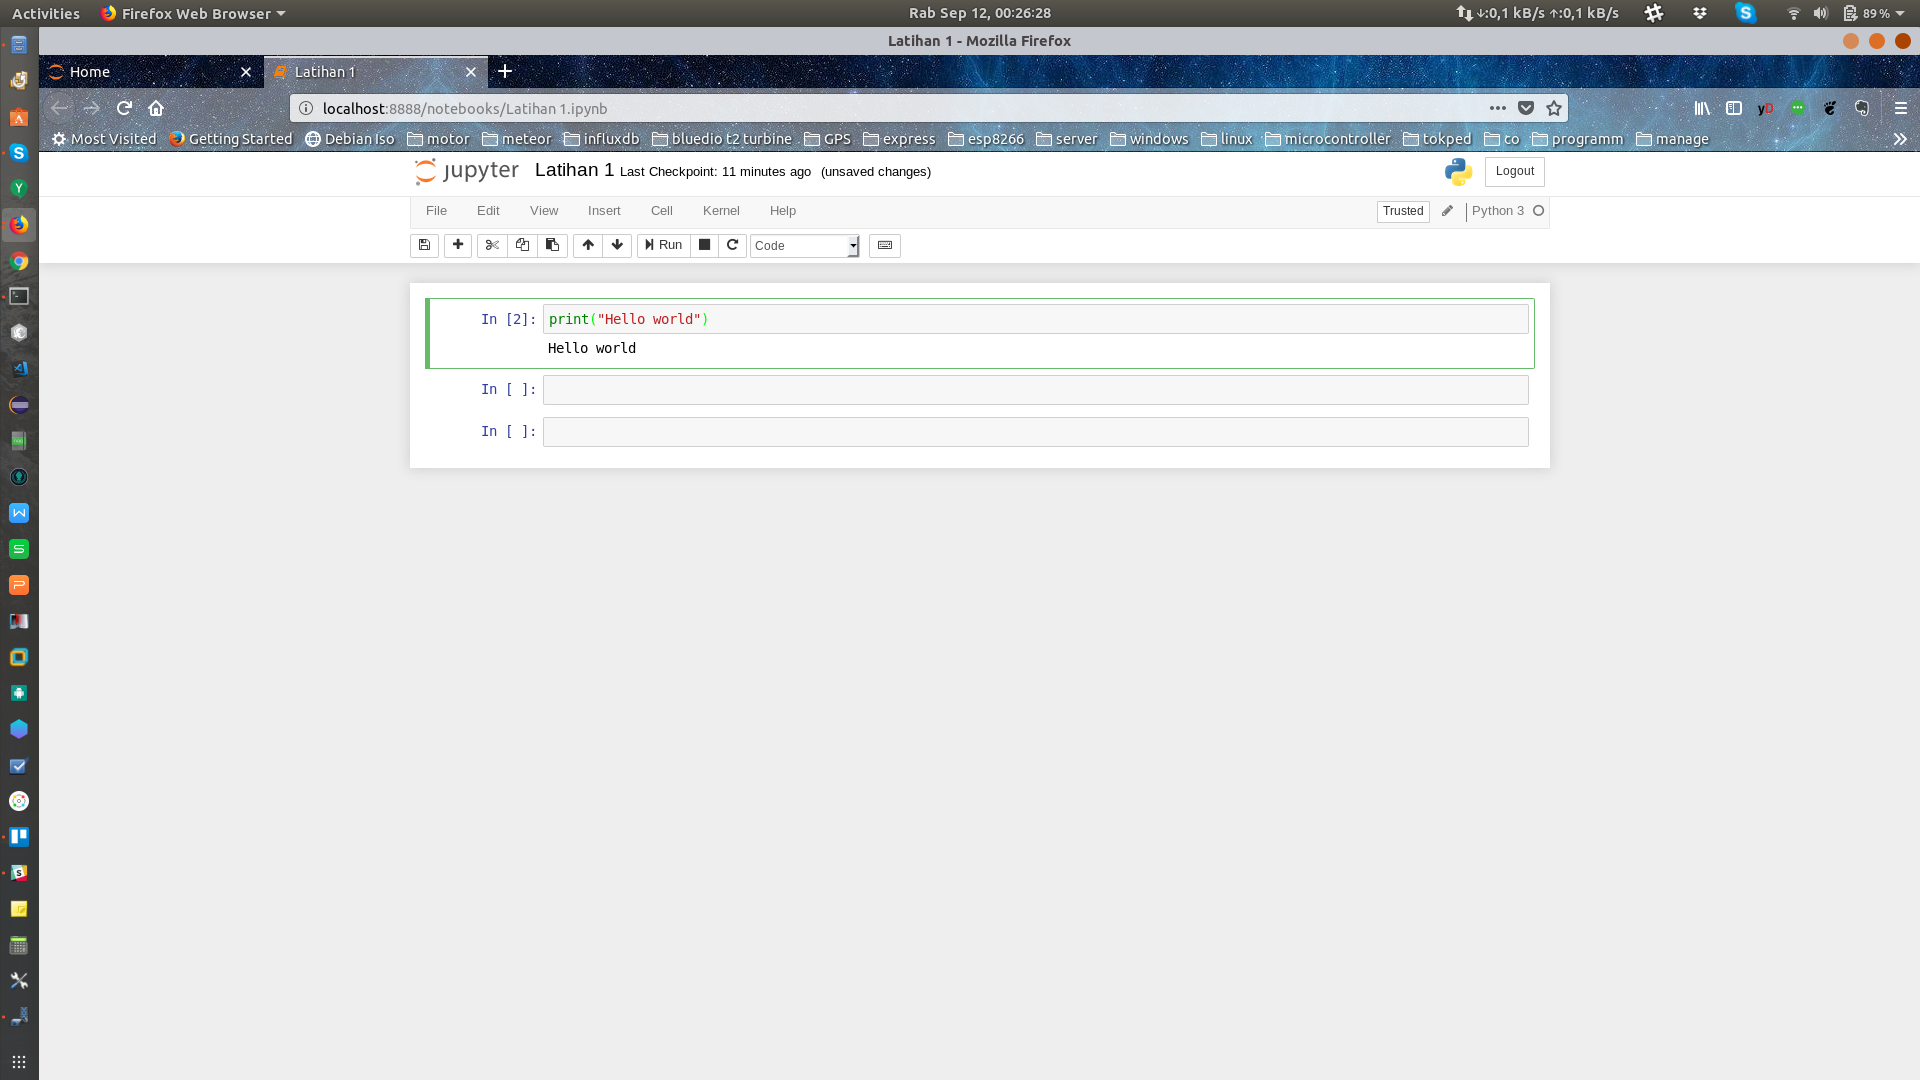 Activities Firefox Web Browser Rab Sep 12, 00:26:28 ↓:0,1 kB/s ↑:0,1 kB/s 89 %
Latihan 1 - Mozilla Firefox
Home Latihan 1
localhost:8888/notebooks/Latihan 1.ipynb
Most Visited Getting Started Debian Iso motor meteor influxdb bluedio t2 turbine GPS express esp8266 server windows linux microcontroller tokped co programm manage
jupyter Latihan 1 Last Checkpoint: 11 minutes ago (unsaved changes) Logout
File Edit View Insert Cell Kernel Help Trusted Python 3
Run Code
In [2]: print("Hello world")
Hello world
In [ ]:
In [ ]: